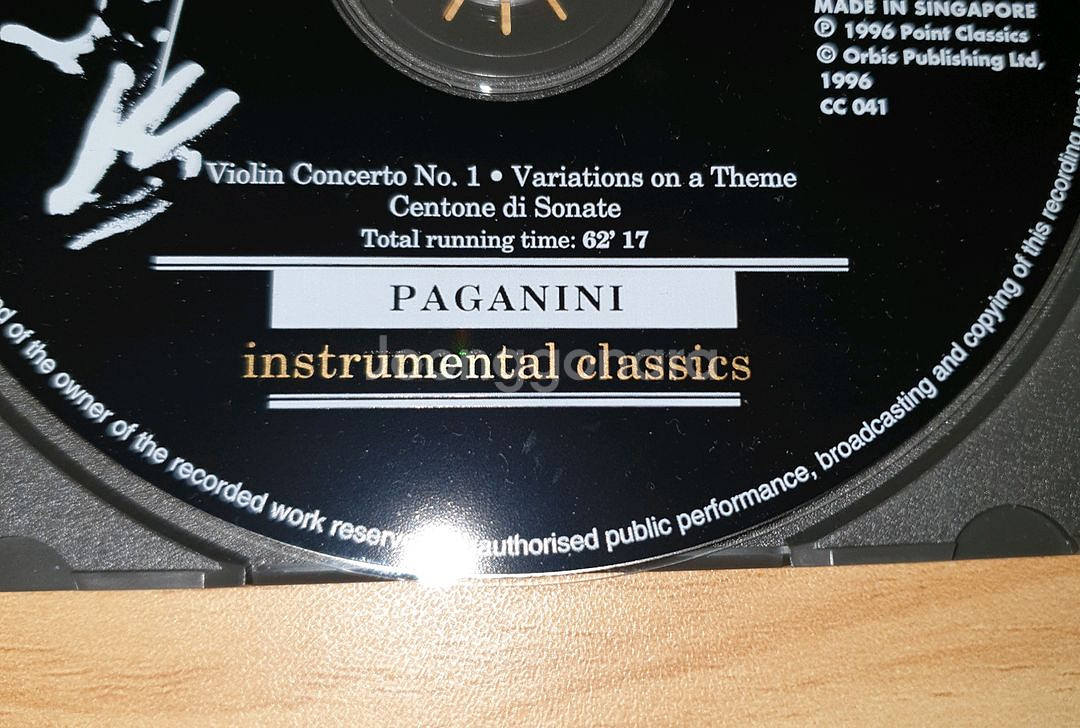 MADE IN SINGAPORE
℗ 1996 Point Classics
© Orbis Publishing Ltd,
1996
CC 041
Violin Concerto No. 1 • Variations on a Theme
Centone di Sonate
Total running time: 62' 17
PAGANINI
instrumental classics
Joonggonara
of the owner of the recorded work authorised public performance, broadcasting and copying of this recording